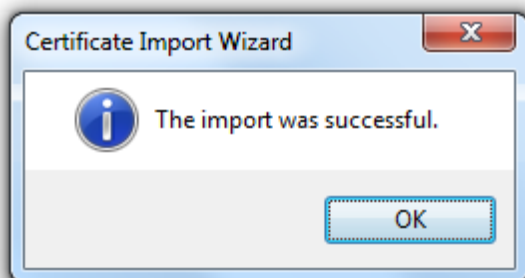 Certificate Import Wizard
The import was successful.
OK